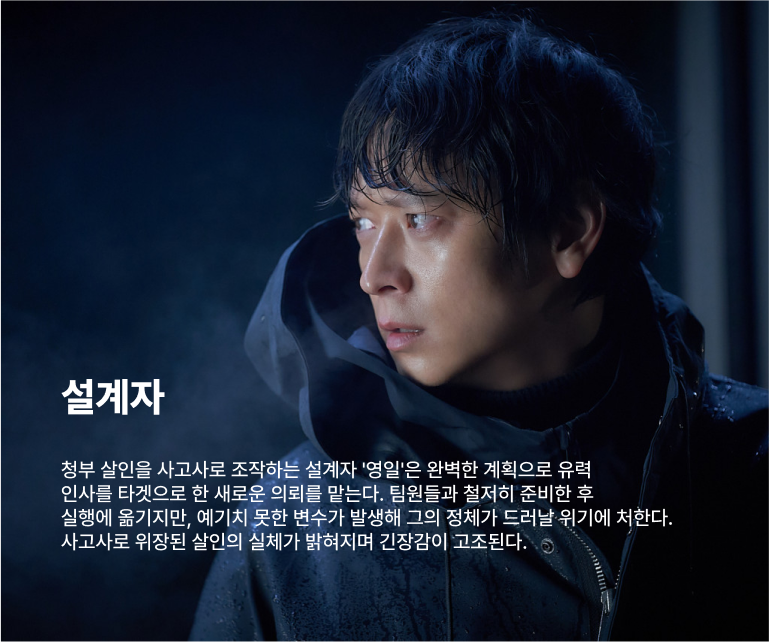 설계자
청부 살인을 사고사로 조작하는 설계자 '영일'은 완벽한 계획으로 유력
인사를 타겟으로 한 새로운 의뢰를 맡는다. 팀원들과 철저히 준비한 후
실행에 옮기지만, 예기치 못한 변수가 발생해 그의 정체가 드러날 위기에 처한다.
사고사로 위장된 살인의 실체가 밝혀지며 긴장감이 고조된다.